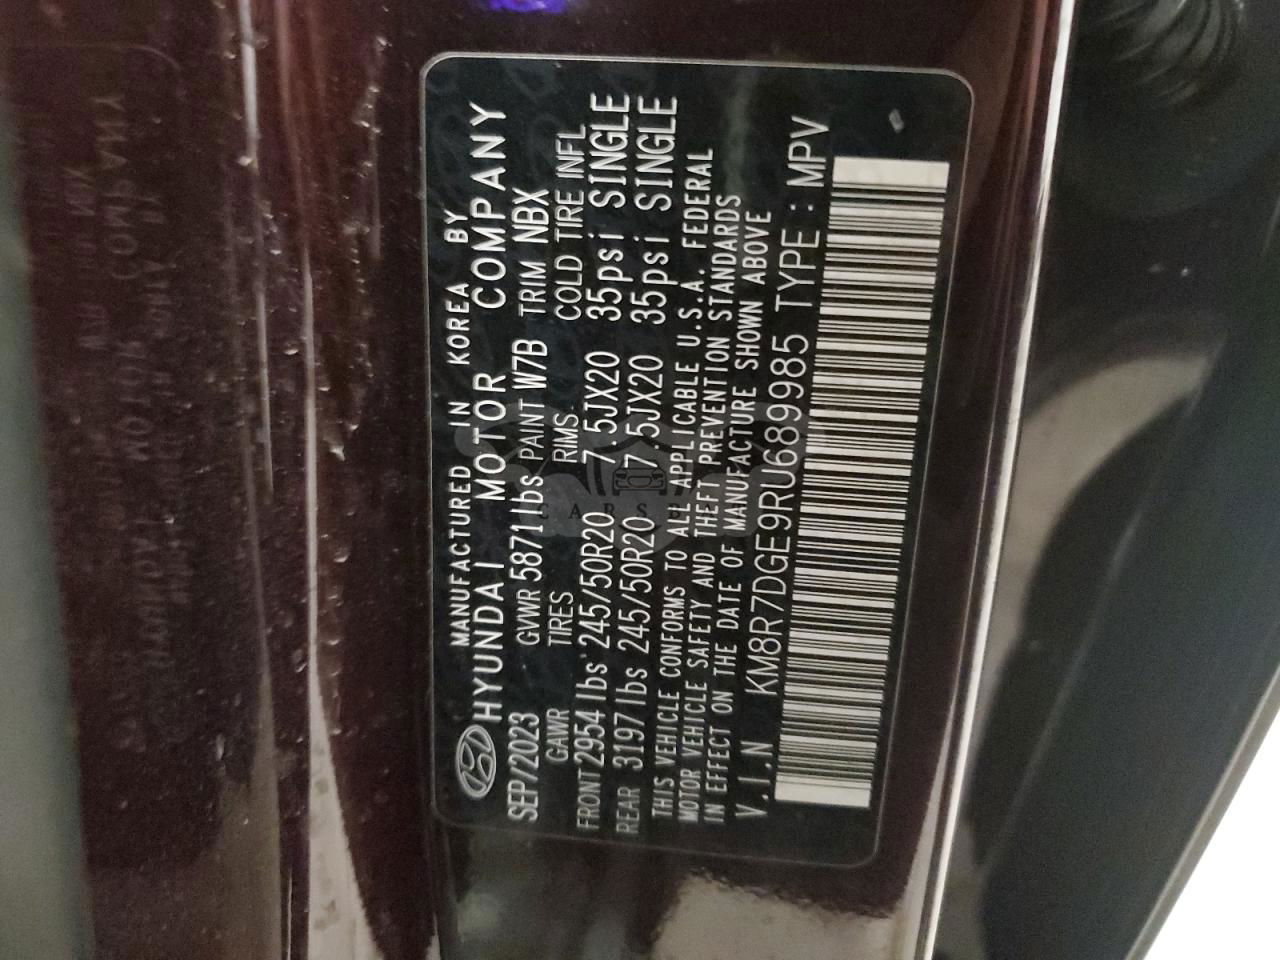 MANUFACTURED IN KOREA BY
HYUNDAI MOTOR COMPANY
SEP/2023 GVWR 5871lbs PAINT W7B TRIM NBX
GAWR TIRES RIMS COLD TIRE INFL
FRONT 2954lbs 245/50R20 7.5JX20 35psi SINGLE
REAR 3197lbs 245/50R20 7.5JX20 35psi SINGLE
THIS VEHICLE CONFORMS TO ALL APPLICABLE U.S.A. FEDERAL
MOTOR VEHICLE SAFETY AND THEFT PREVENTION STANDARDS
IN EFFECT ON THE DATE OF MANUFACTURE SHOWN ABOVE
V.I.N KM8R7DGE9RU689985 TYPE : MPV